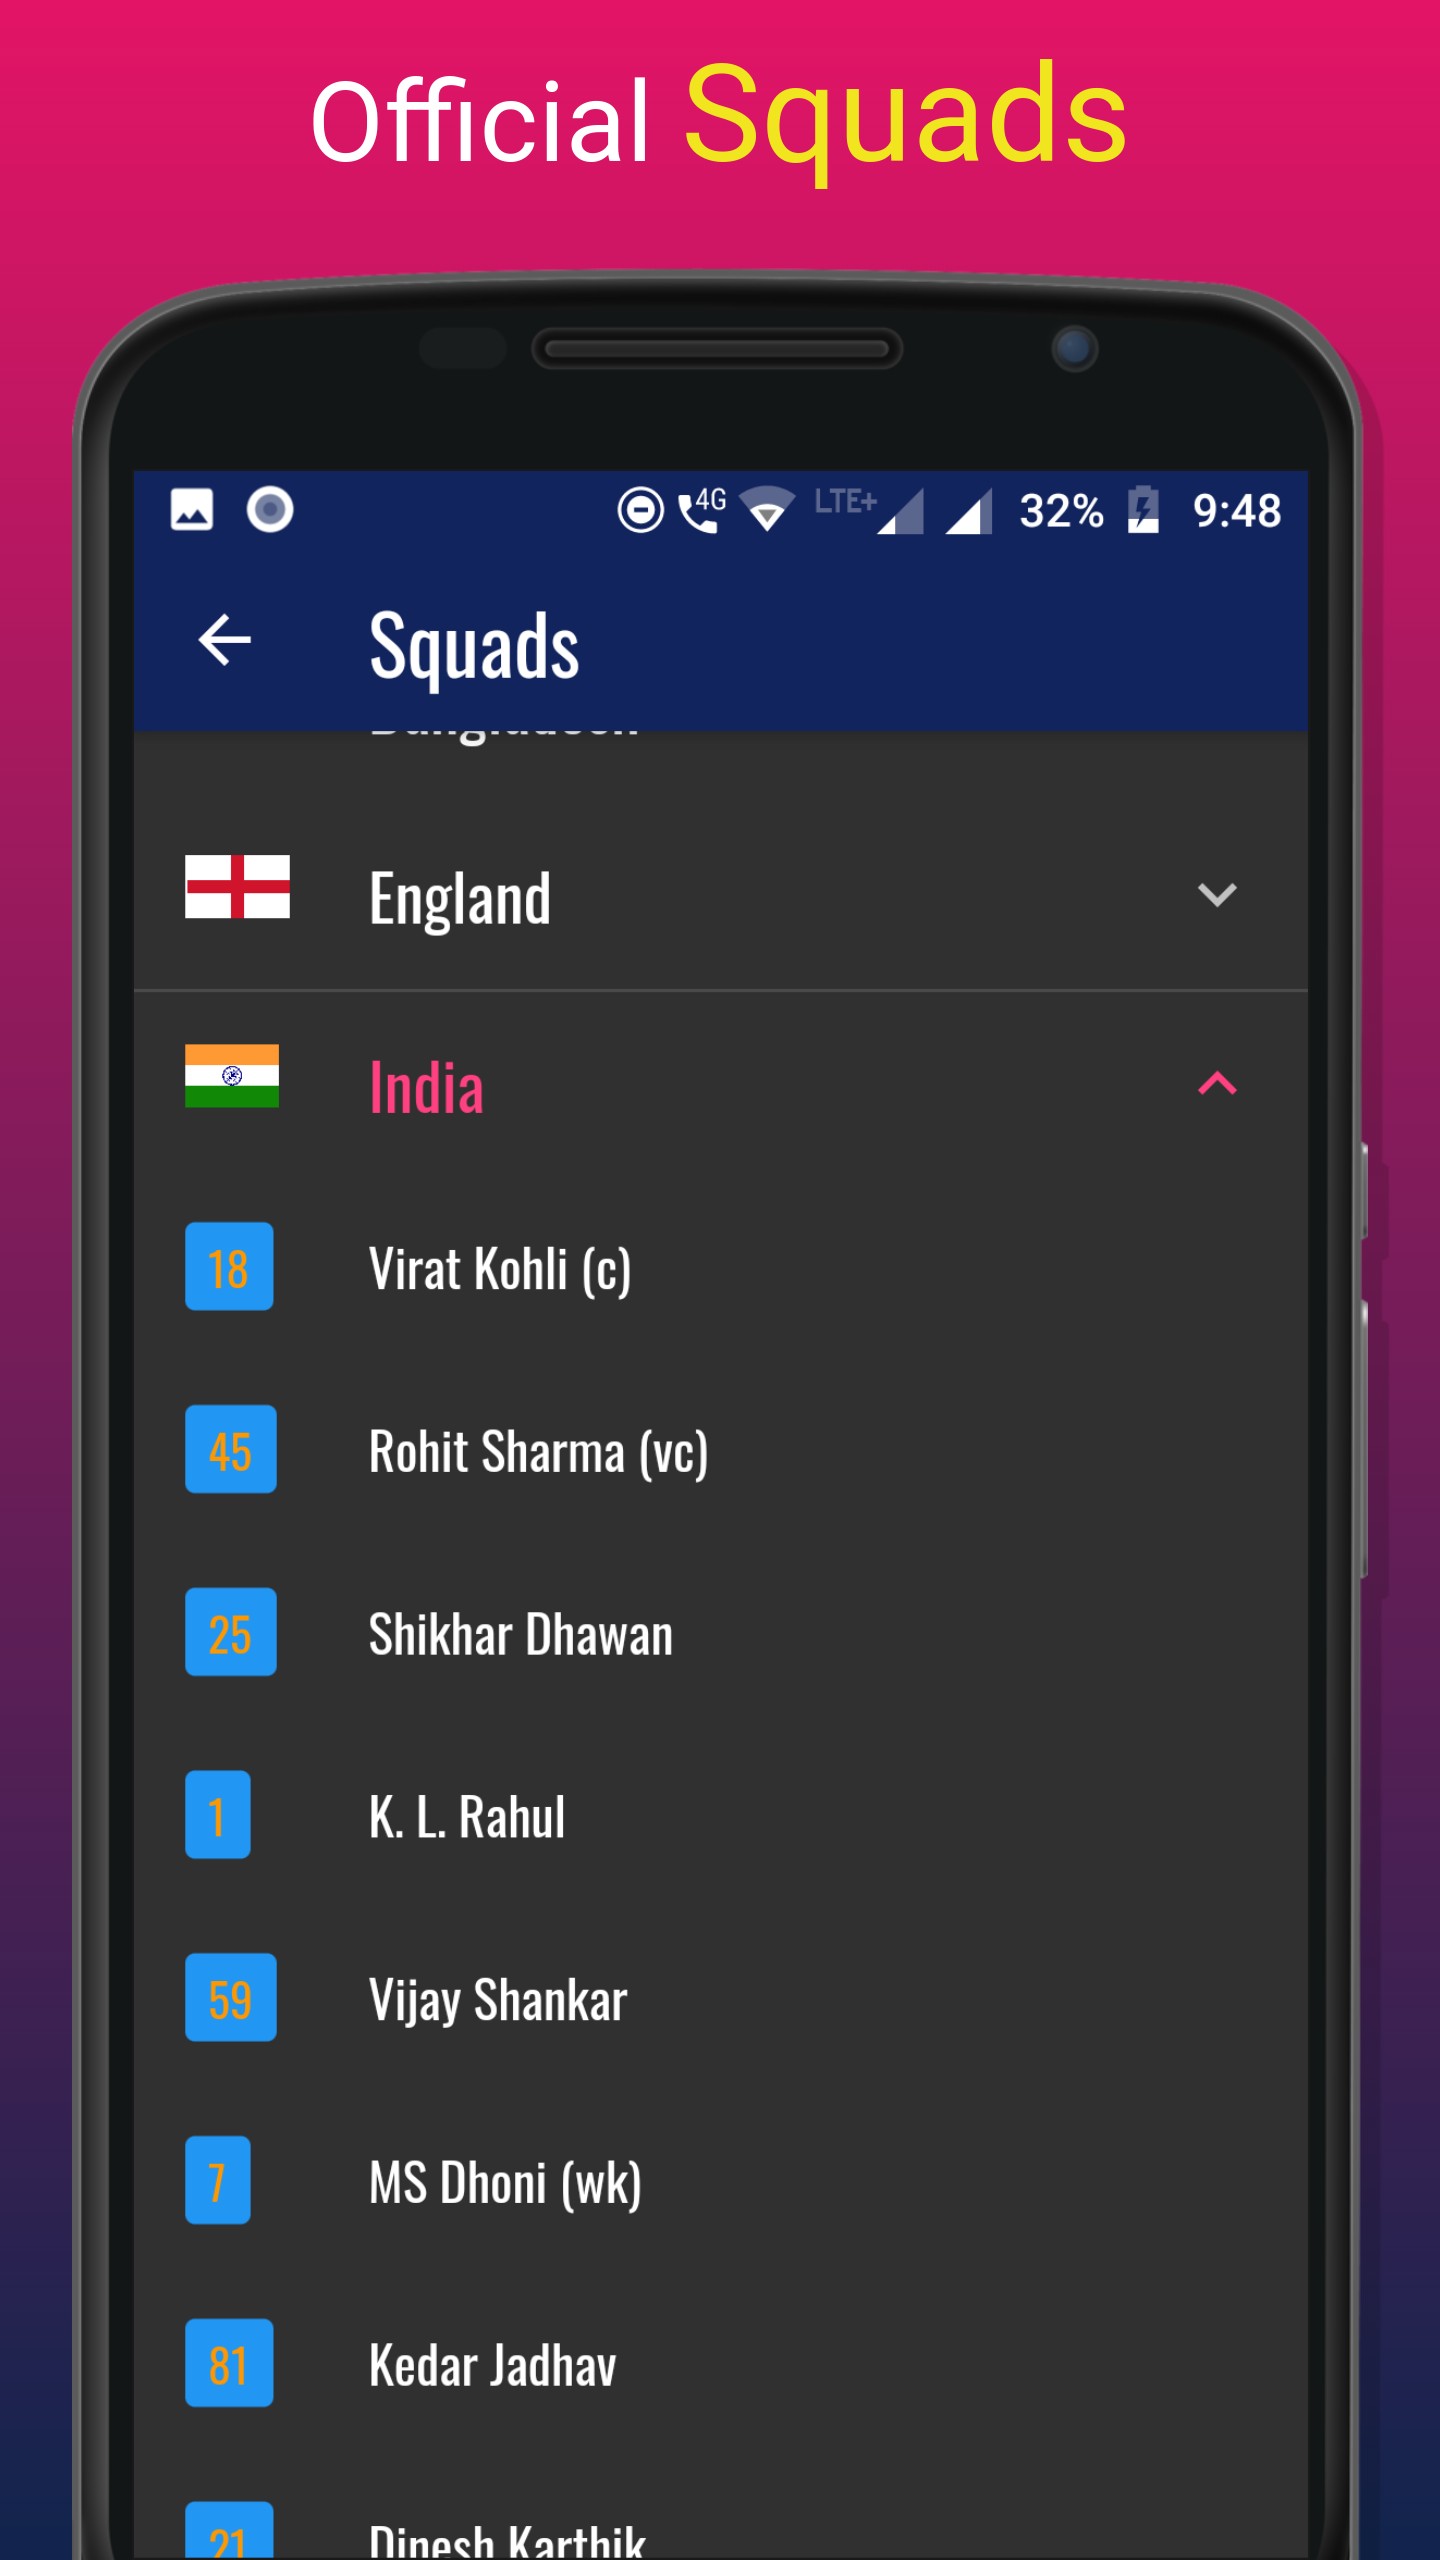 Official Squads
4G LTE+ 32% 9:48
Squads
Bangladesh
England
India
18 Virat Kohli (c)
45 Rohit Sharma (vc)
25 Shikhar Dhawan
1 K. L. Rahul
59 Vijay Shankar
7 MS Dhoni (wk)
81 Kedar Jadhav
21 Dinesh Karthik